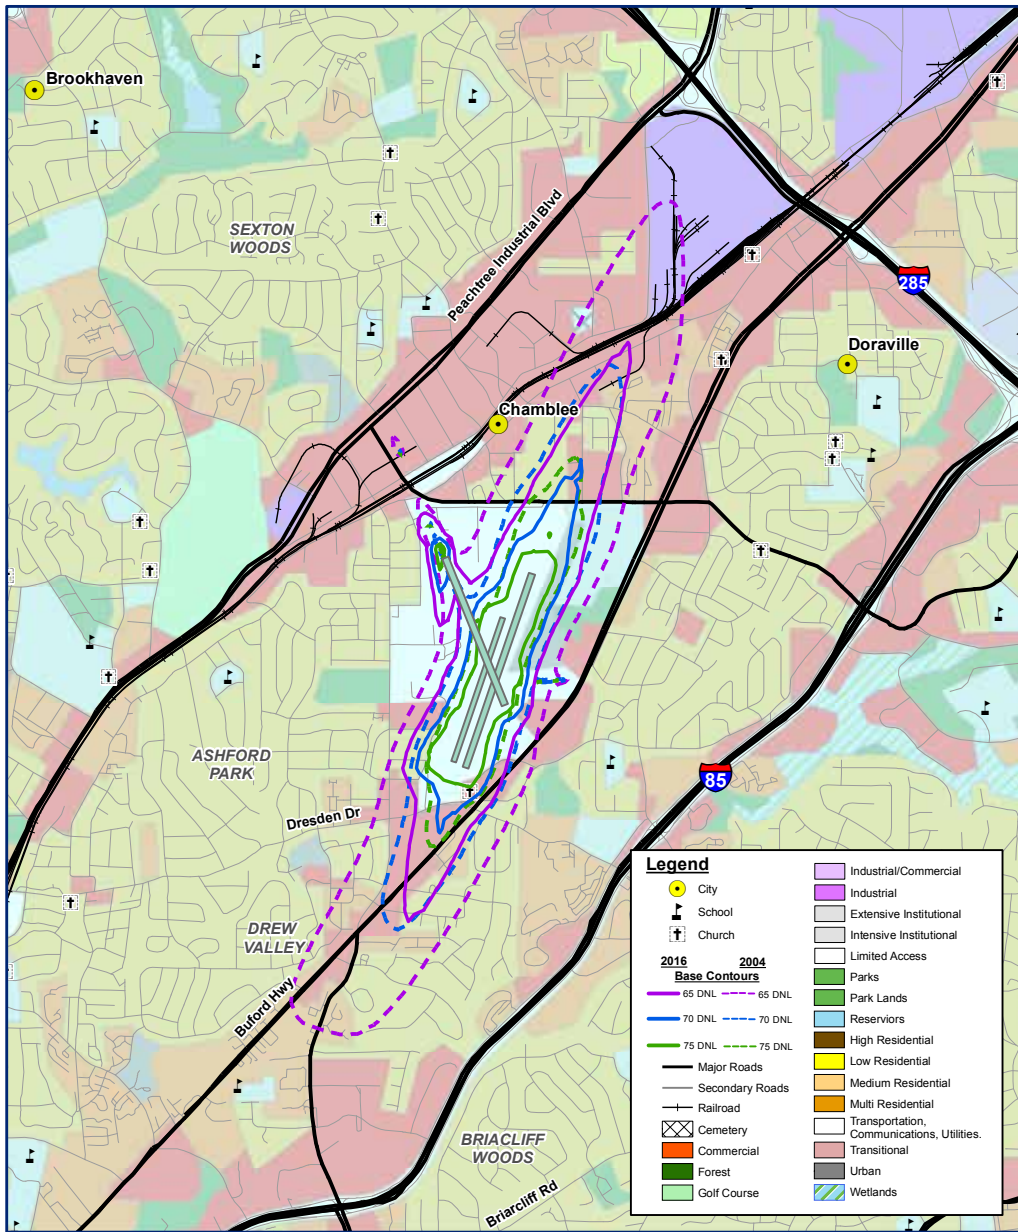 Brookhaven
SEXTON
WOODS
Peachtree Industrial Blvd
285
Doraville
Chamblee
ASHFORD
PARK
85
Dresden Dr
DREW
VALLEY
Buford Hwy
BRIACLIFF
WOODS
Briarcliff Rd
Legend
City
School
Church
2016 2004
Base Contours
65 DNL 65 DNL
70 DNL 70 DNL
75 DNL 75 DNL
Major Roads
Secondary Roads
Railroad
Cemetery
Commercial
Forest
Golf Course
Industrial/Commercial
Industrial
Extensive Institutional
Intensive Institutional
Limited Access
Parks
Park Lands
Reserviors
High Residential
Low Residential
Medium Residential
Multi Residential
Transportation,
Communications, Utilities.
Transitional
Urban
Wetlands